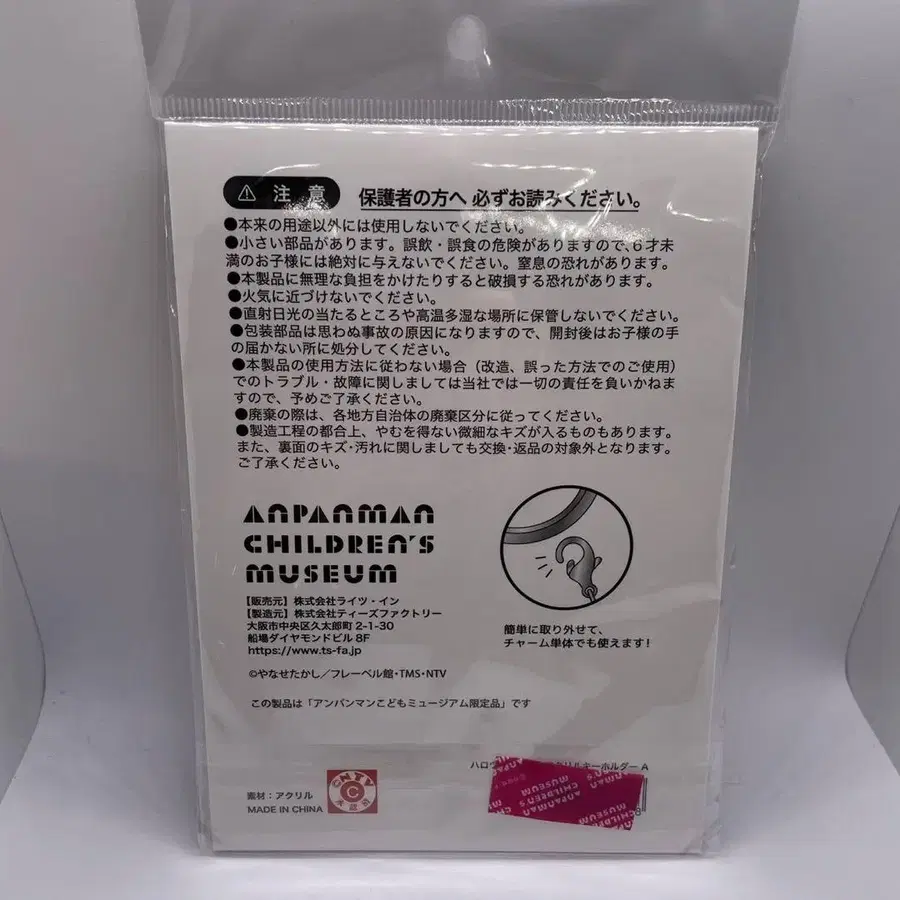 注意 保護者の方へ 必ずお読みください。
●本来の用途以外には使用しないでください。
●小さい部品があります。誤飲・誤食の危険がありますので、6才未
満のお子様には絶対に与えないでください。窒息の恐れがあります。
●本製品に無理な負担をかけたりすると破損する恐れがあります。
●火気に近づけないでください。
●直射日光の当たるところや高温多湿な場所に保管しないでください。
●包装部品は思わぬ事故の原因になりますので、開封後はお子様の手
の届かない所に処分してください。
●本製品の使用方法に従わない場合（改造、誤った方法でのご使用）
でのトラブル・故障に関しましては当社では一切の責任を負いかねま
すので、予めご了承ください。
●廃棄の際は、各地方自治体の廃棄区分に従ってください。
●製造工程の都合上、やむを得ない微細なキズが入るものもあります。
また、裏面のキズ・汚れに関しましても交換・返品の対象外となります。
ご了承ください。
ANPANMAN
CHILDREN'S
MUSEUM
【販売元】株式会社ライツ・イン
【製造元】株式会社ティーズファクトリー
大阪市中央区久太郎町2-1-30
船場ダイヤモンドビル 8F
https://www.ts-fa.jp
簡単に取り外せて、
チャーム単体でも使えます!
©やなせたかし／フレーベル館・TMS・NTV
この製品は「アンパンマンこどもミュージアム限定品」です
ハロウ
リルキーホルダー A
素材：アクリル
MADE IN CHINA
CNTV
C
承認
ANPANMAN
CHILDREN'S
MUSEUM
8